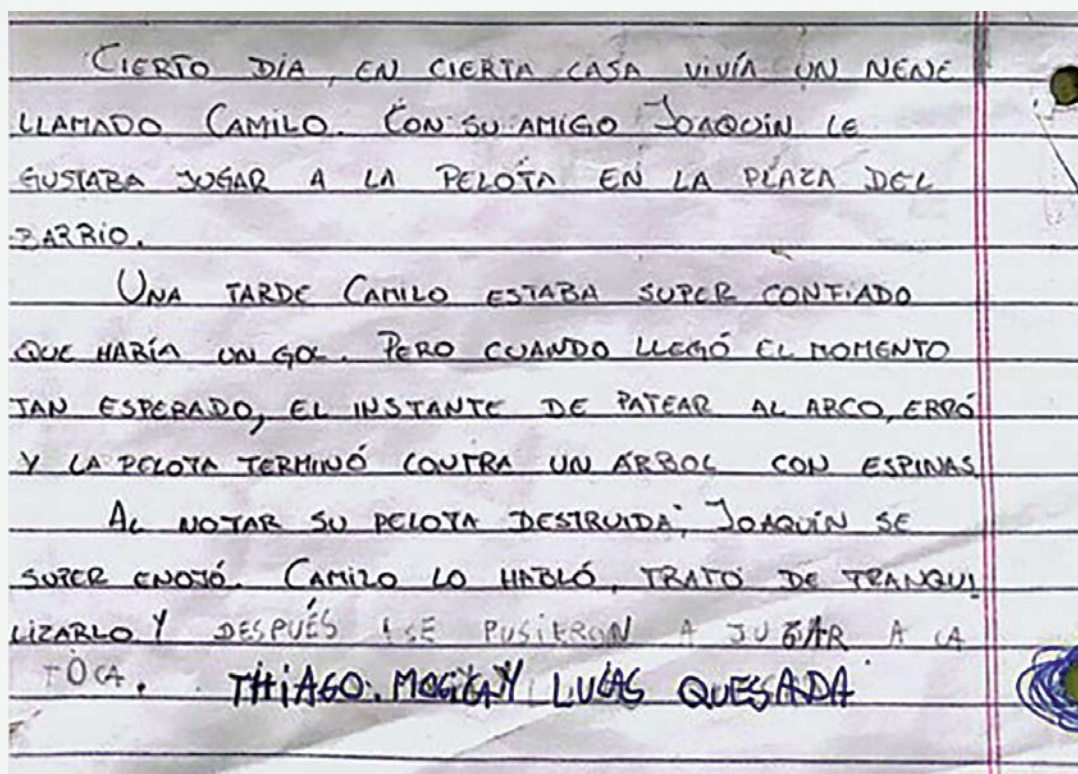 CIERTO DÍA, EN CIERTA CASA VIVÍA UN NENE
LLAMADO CAMILO. CON SU AMIGO JOAQUÍN LE
GUSTABA JUGAR A LA PELOTA EN LA PLAZA DEL
BARRIO.
UNA TARDE CAMILO ESTABA SUPER CONFIADO
QUE HARÍA UN GOL. PERO CUANDO LLEGÓ EL MOMENTO
TAN ESPERADO, EL INSTANTE DE PATEAR AL ARCO, ERRÓ
Y LA PELOTA TERMINÓ CONTRA UN ÁRBOL CON ESPINAS
AL NOTAR SU PELOTA DESTRUIDA, JOAQUÍN SE
SUPER ENOJÓ. CAMILO LO HABLÓ, TRATÓ DE TRANQUI
LIZARLO Y DESPUÉS SE PUSIERON A JUGAR A LA
TOCA. THIAGO. Y LUCAS QUESADA